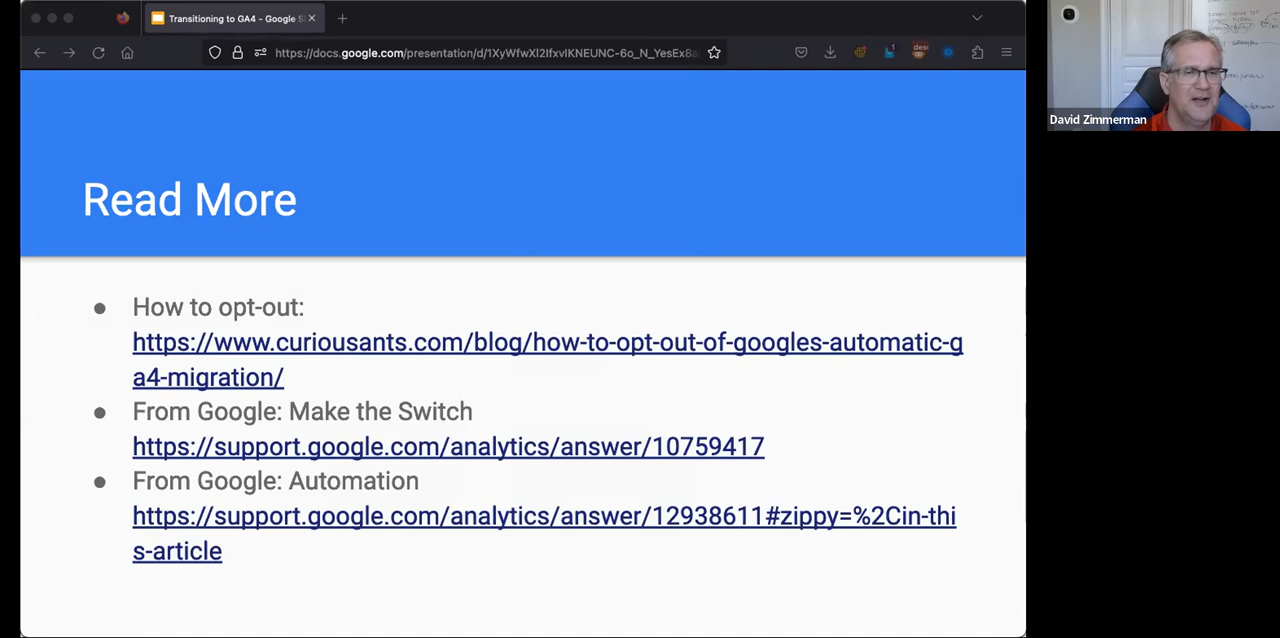 Transitioning to GA4 - Google Sl
https://docs.google.com/presentation/d/1XyWfwXl2IfxvIKNEUNC-6o_N_YesEx8a
David Zimmerman
Read More
● How to opt-out:
https://www.curiousants.com/blog/how-to-opt-out-of-googles-automatic-g
a4-migration/
● From Google: Make the Switch
https://support.google.com/analytics/answer/10759417
● From Google: Automation
https://support.google.com/analytics/answer/12938611#zippy=%2Cin-thi
s-article